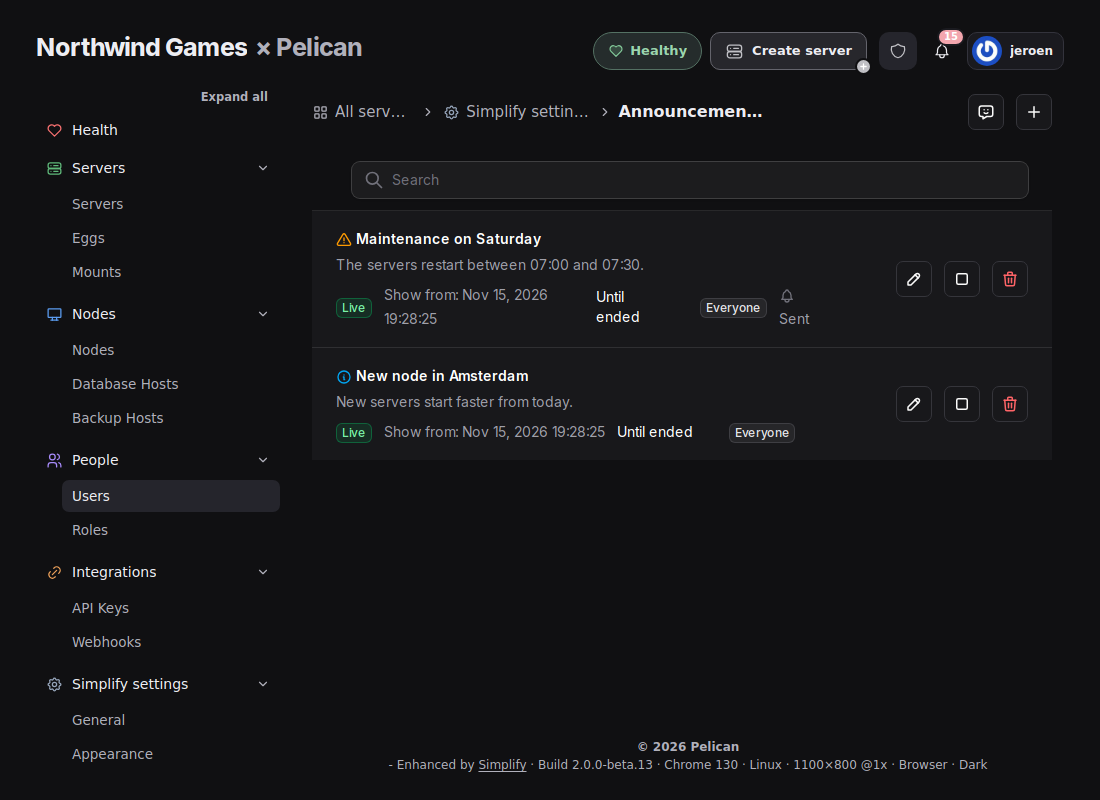 Northwind Games × Pelican
Healthy
Create server
15
jeroen
Expand all
Health
Servers
Servers
Eggs
Mounts
Nodes
Nodes
Database Hosts
Backup Hosts
People
Users
Roles
Integrations
API Keys
Webhooks
Simplify settings
General
Appearance
All serv...
Simplify settin...
Announcemen...
Search
Maintenance on Saturday
The servers restart between 07:00 and 07:30.
Live
Show from: Nov 15, 2026
19:28:25
Until
ended
Everyone
Sent
New node in Amsterdam
New servers start faster from today.
Live
Show from: Nov 15, 2026 19:28:25
Until ended
Everyone
© 2026 Pelican
- Enhanced by Simplify · Build 2.0.0-beta.13 · Chrome 130 · Linux · 1100×800 @1x · Browser · Dark